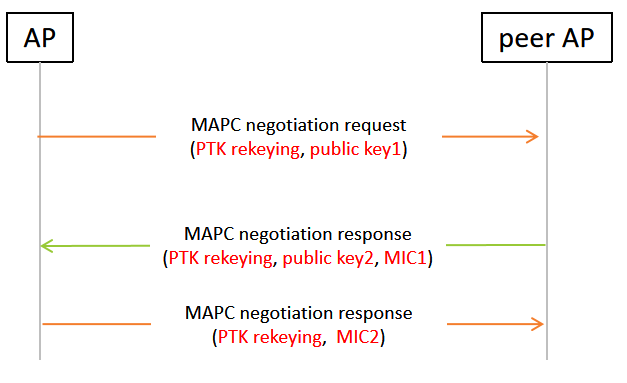 AP
peer AP
MAPC negotiation request
(PTK rekeying, public key1)
MAPC negotiation response
(PTK rekeying, public key2, MIC1)
MAPC negotiation response
(PTK rekeying, MIC2)